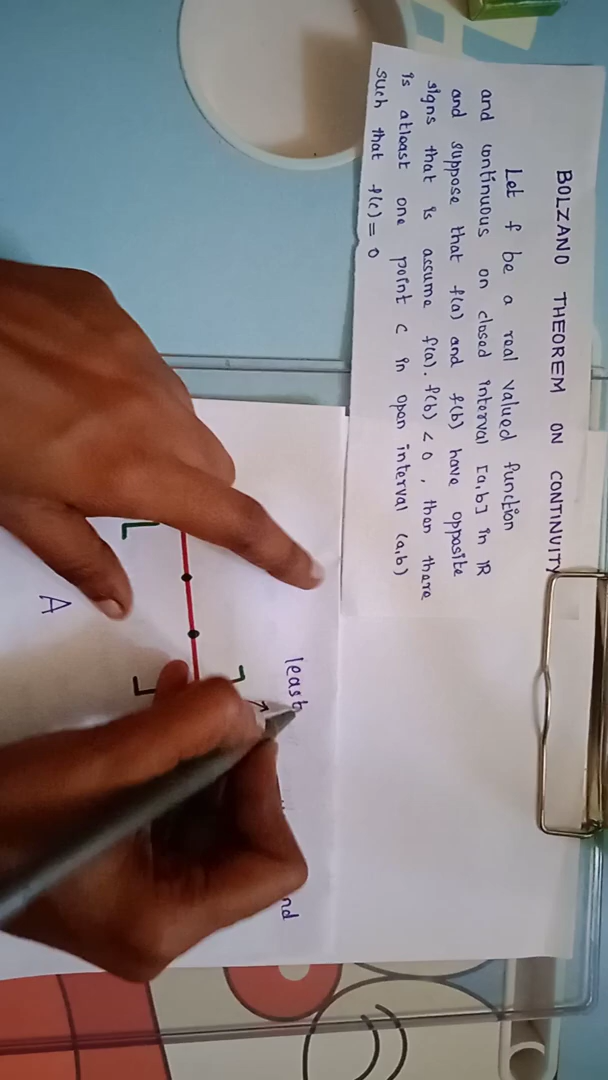 BOLZANO THEOREM ON CONTINVITY
Let f be a real valued function
and continuous on closed interval [a,b] in IR
and suppose that f(a) and f(b) have opposite
signs that is assume f(a). f(b) < 0 , then there
is atleast one point c in open interval (a,b)
such that f(c) = 0
least
nd
A